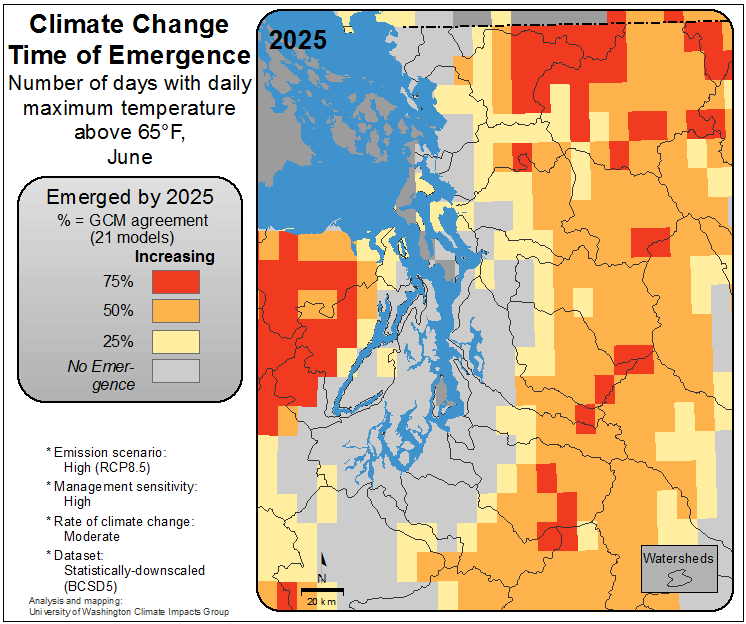 Climate Change
Time of Emergence
Number of days with daily
maximum temperature
above 65°F,
June
Emerged by 2025
% = GCM agreement
(21 models)
Increasing
75%
50%
25%
No Emer-
gence
* Emission scenario:
High (RCP8.5)
* Management sensitivity:
High
* Rate of climate change:
Moderate
* Dataset:
Statistically-downscaled
(BCSD5)
Analysis and mapping:
University of Washington Climate Impacts Group
2025
N
20 km
Watersheds